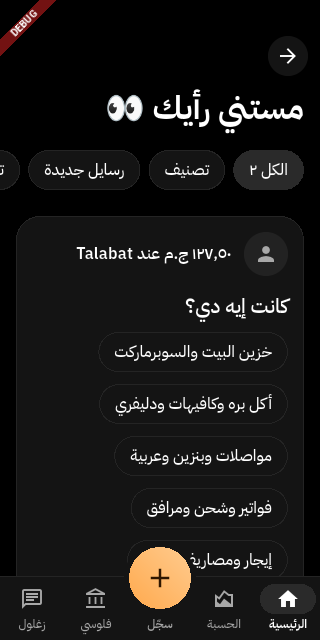 DEBUG
مستني رأيك 👀
الكل ٢
تصنيف
رسايل جديدة
١٢٧,٥٠ ج.م عند Talabat
كانت إيه دي؟
خزين البيت والسوبرماركت
أكل بره وكافيهات ودليفري
مواصلات وبنزين وعربية
فواتير وشحن ومرافق
إيجار ومصاريف
الرئيسية
الحسبة
سجّل
فلوسي
زغلول